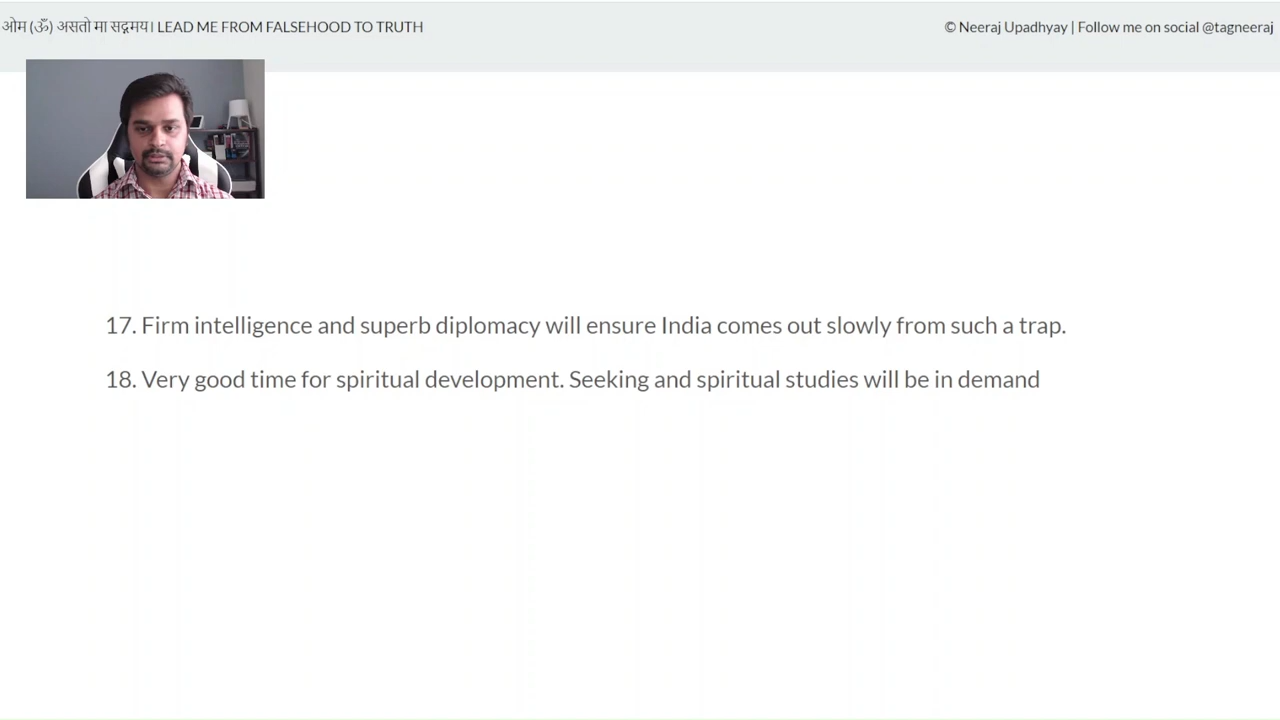 ओम (ॐ) असतो मा सद्गमय। LEAD ME FROM FALSEHOOD TO TRUTH
© Neeraj Upadhyay | Follow me on social @tagneeraj
17. Firm intelligence and superb diplomacy will ensure India comes out slowly from such a trap.
18. Very good time for spiritual development. Seeking and spiritual studies will be in demand